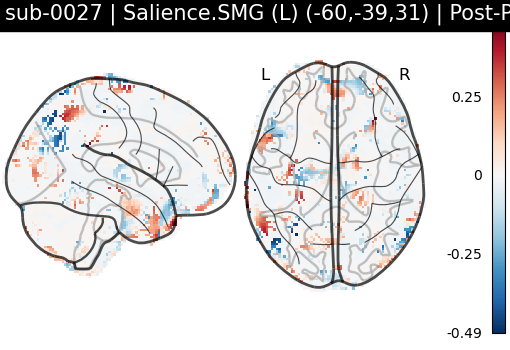 sub-0027 | Salience.SMG (L) (-60,-39,31) | Post-P
L
R
0.25
0
-0.25
-0.49